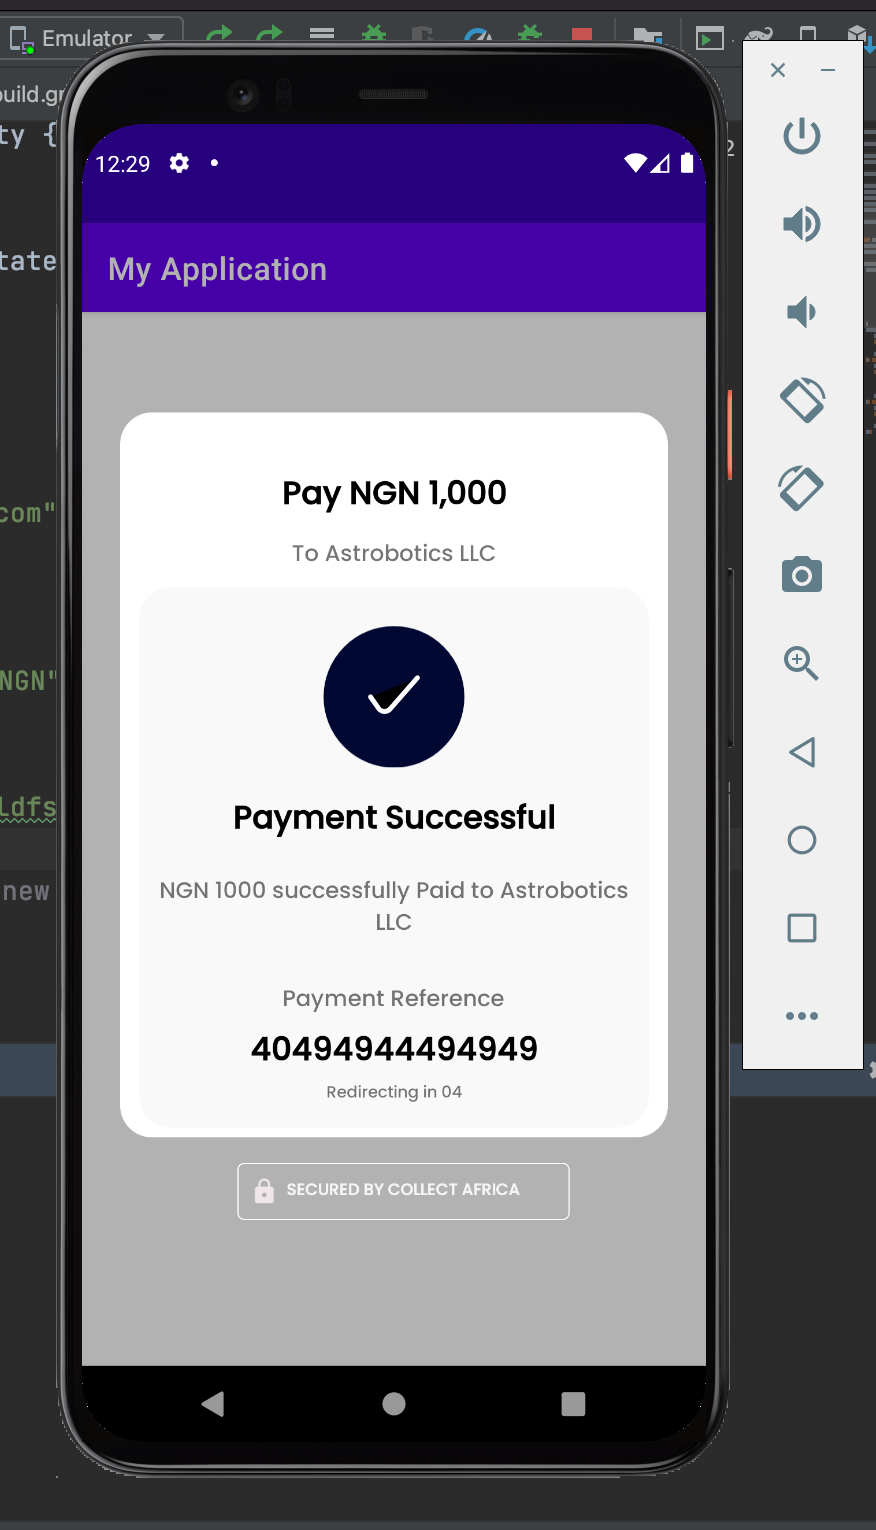 Emulator
build.gr
ty {
2
tate
com"
NGN"
ldfs
new
12:29
My Application
Pay NGN 1,000
To Astrobotics LLC
Payment Successful
NGN 1000 successfully Paid to Astrobotics
LLC
Payment Reference
40494944494949
Redirecting in 04
SECURED BY COLLECT AFRICA